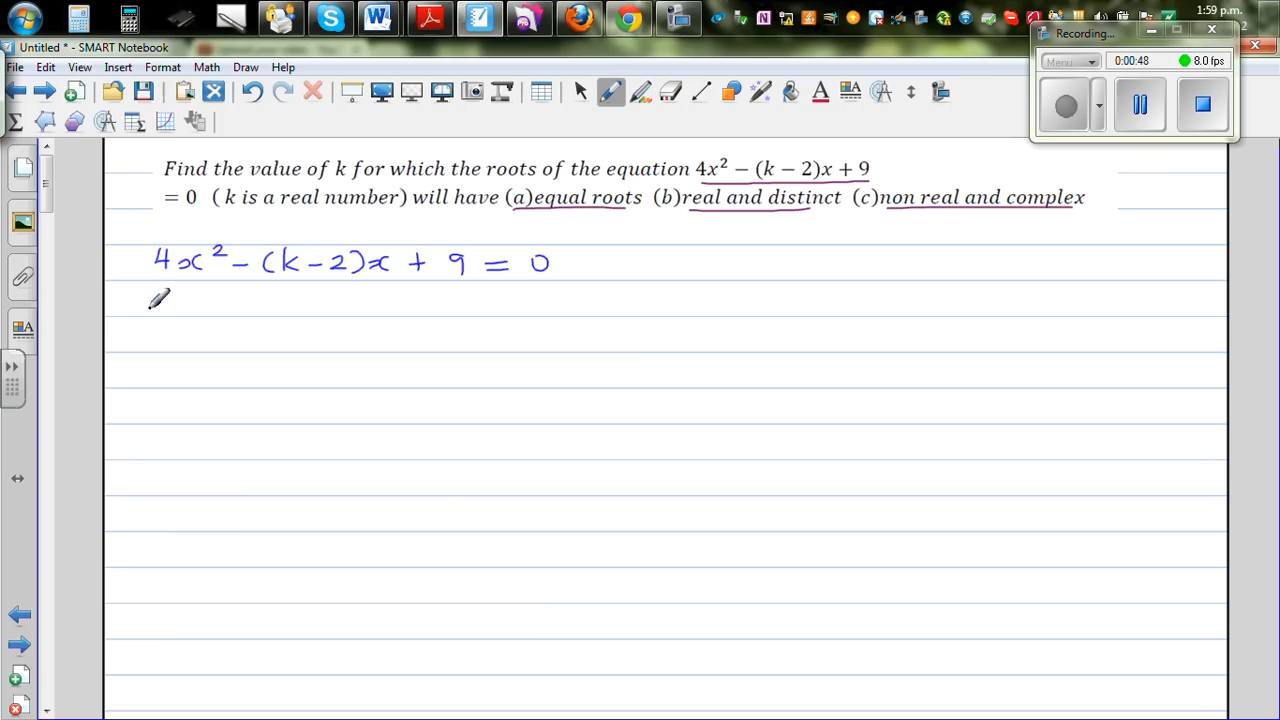 1:59 p.m.
Untitled * - SMART Notebook
Recording...
File Edit View Insert Format Math Draw Help
Menu 0:00:48 8.0 fps
Find the value of k for which the roots of the equation 4x² − (k − 2)x + 9
= 0 ( k is a real number) will have (a)equal roots (b)real and distinct (c)non real and complex
4x² − (k − 2)x + 9 = 0